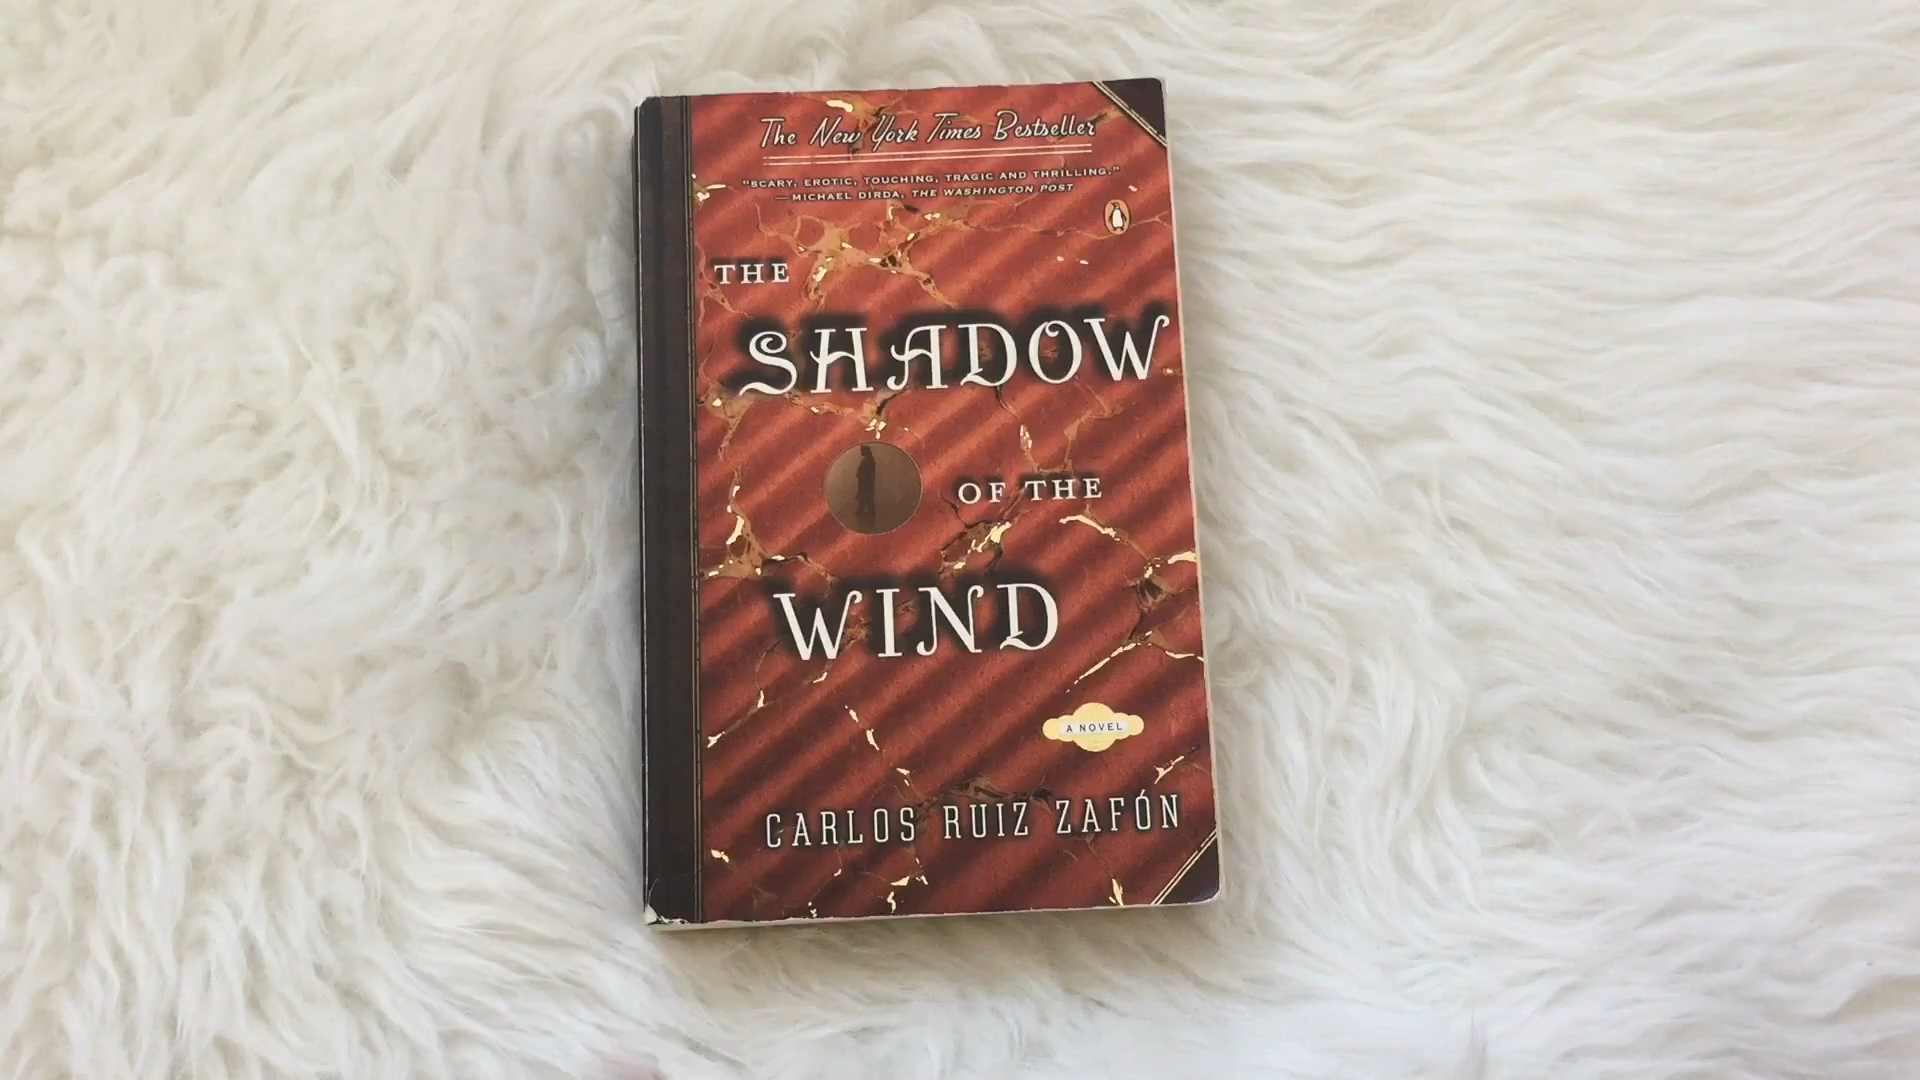 The New York Times Bestseller
"SCARY, EROTIC, TOUCHING, TRAGIC AND THRILLING."
—MICHAEL DIRDA, THE WASHINGTON POST
THE
SHADOW
OF THE
WIND
A NOVEL
CARLOS RUIZ ZAFÓN